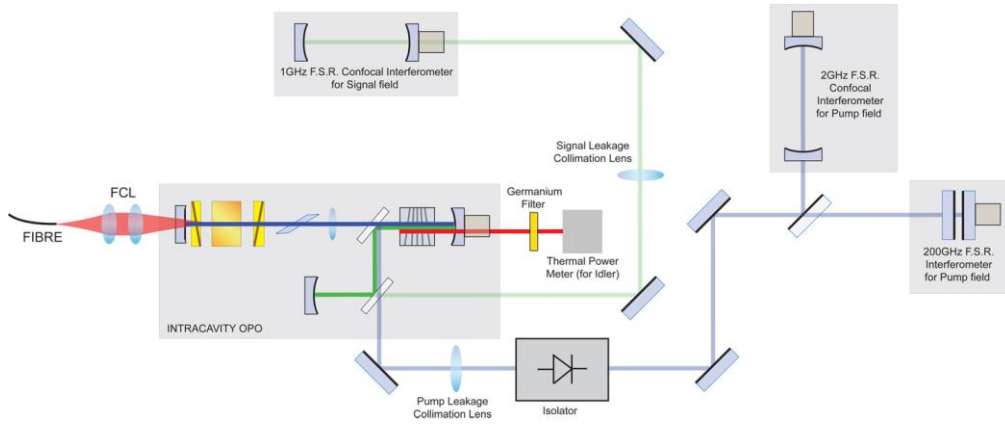 1GHz F.S.R. Confocal Interferometer
for Signal field
2GHz F.S.R.
Confocal
Interferometer
for Pump field
Signal Leakage
Collimation Lens
FCL
Germanium
Filter
FIBRE
Thermal Power
Meter (for Idler)
200GHz F.S.R.
Interferometer
for Pump field
INTRACAVITY OPO
Pump Leakage
Collimation Lens
Isolator